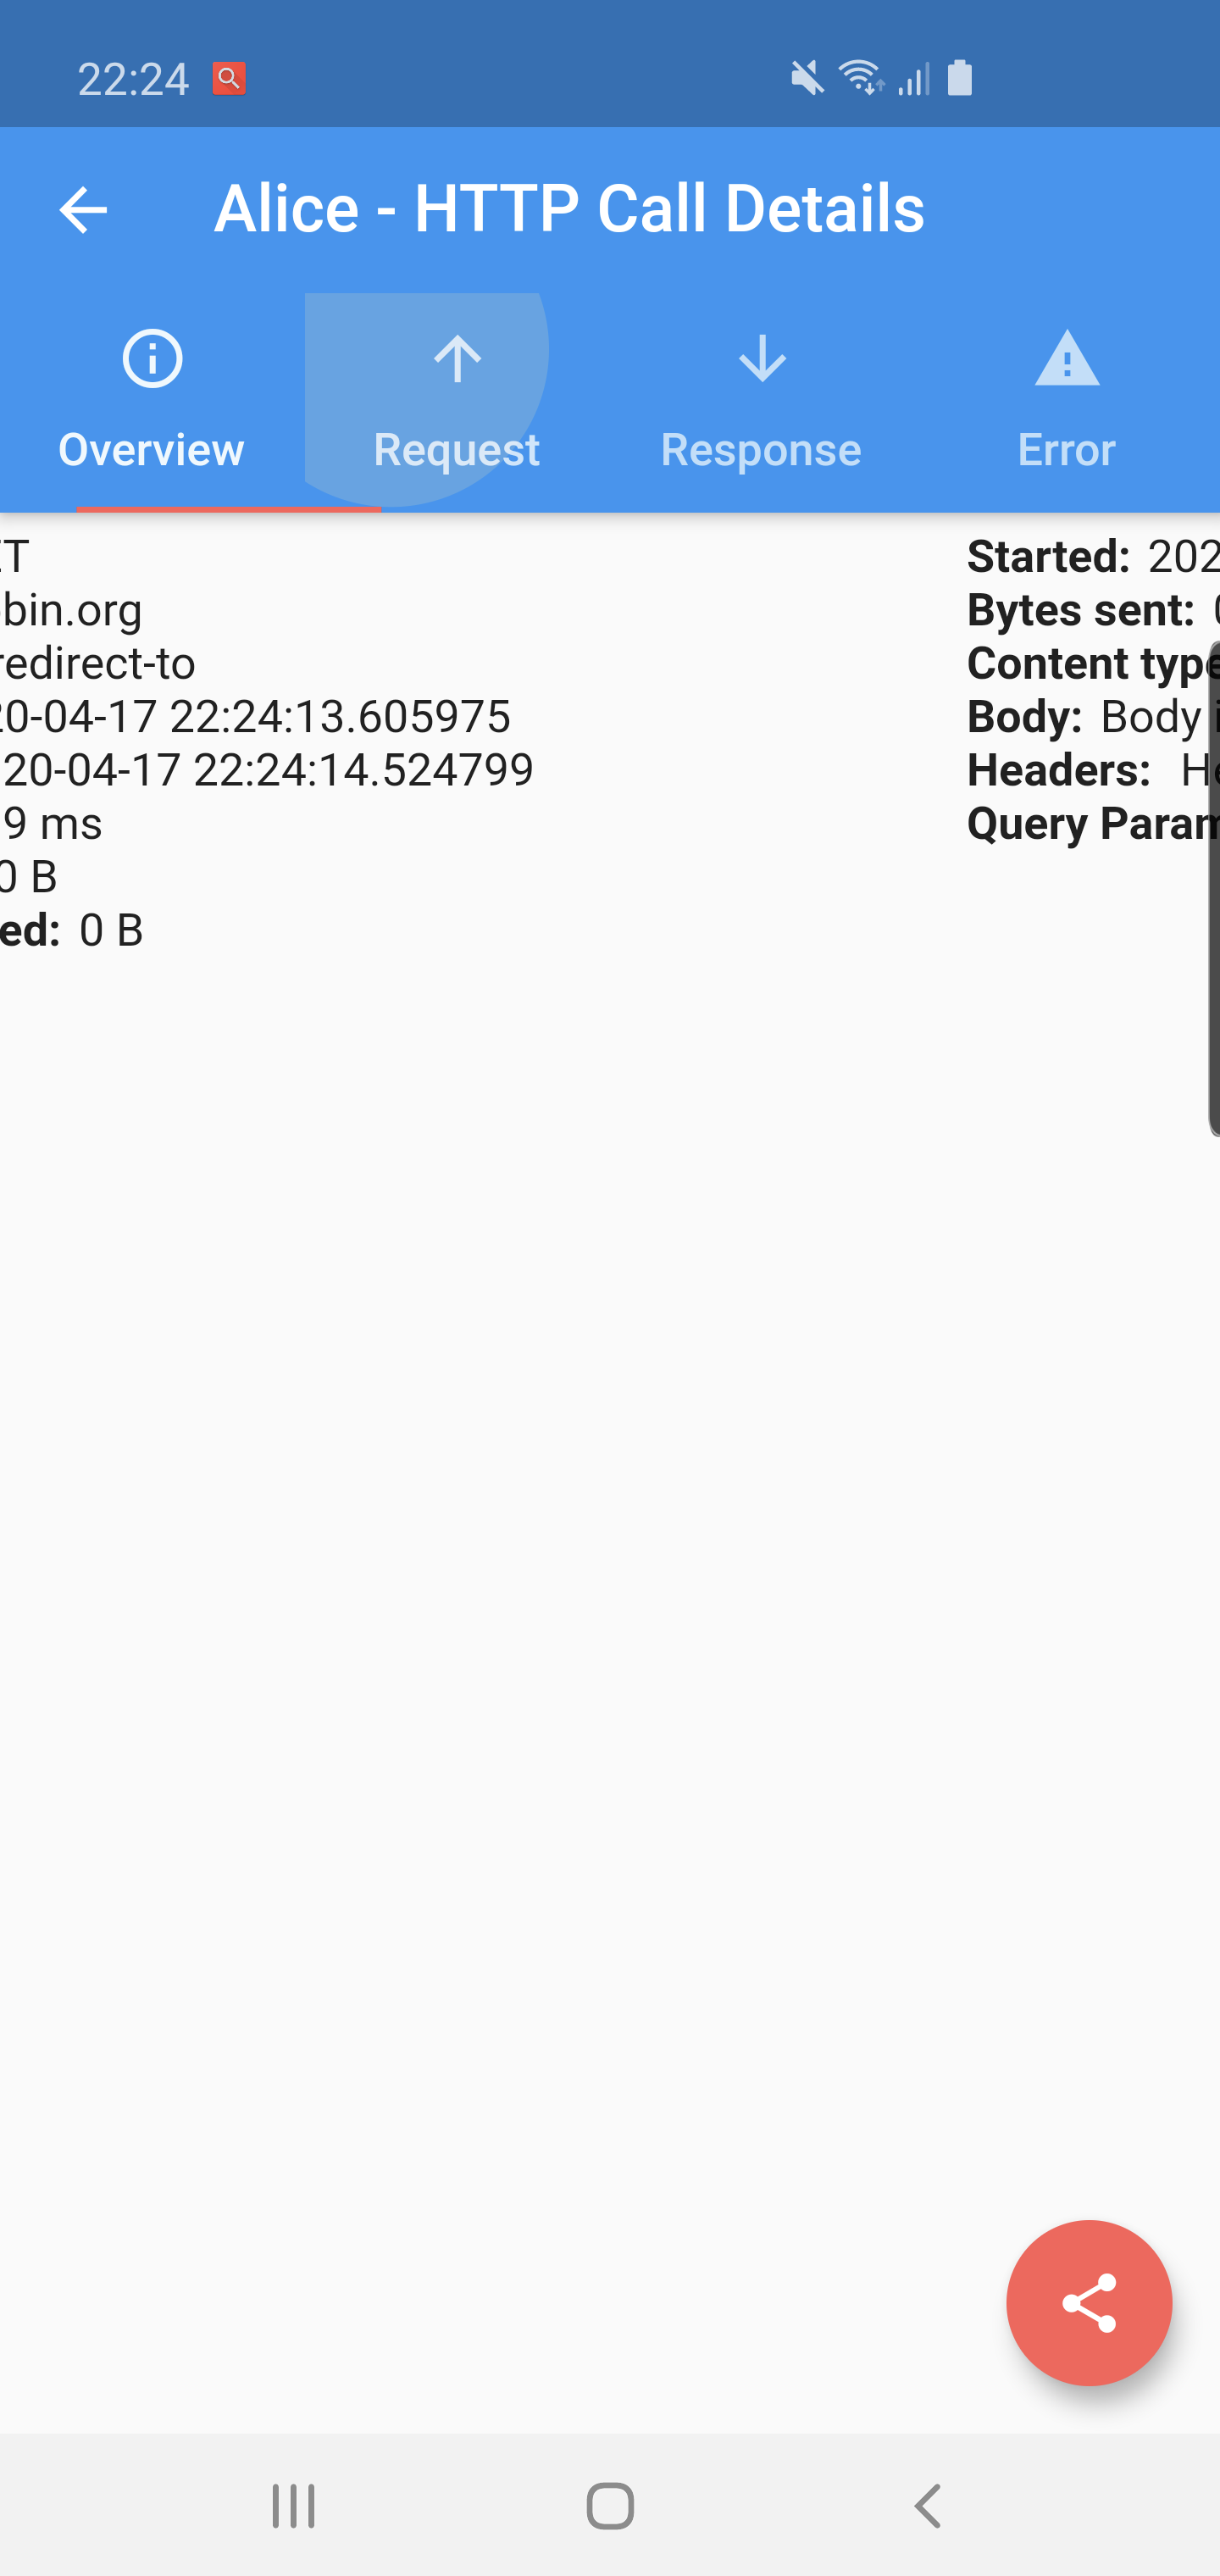 22:24
Alice - HTTP Call Details
Overview Request Response Error
T
bin.org
redirect-to
20-04-17 22:24:13.605975
20-04-17 22:24:14.524799
9 ms
0 B
ed: 0 B
Started: 202
Bytes sent:
Content type
Body: Body
Headers: He
Query Param